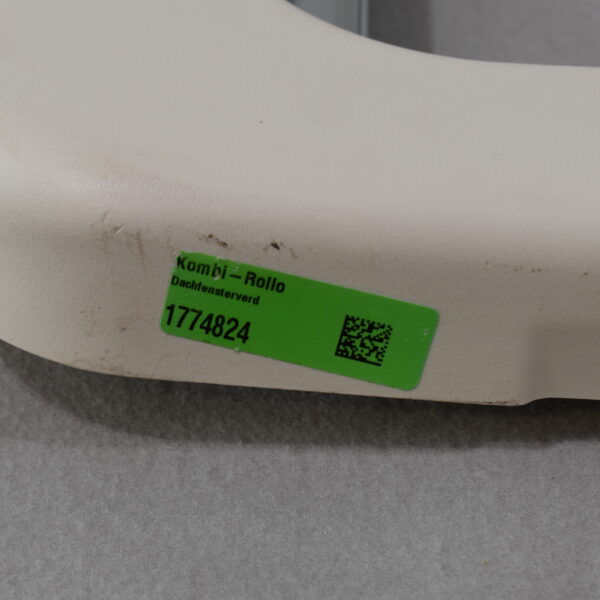 Kombi – Rollo
Dachfensterverd
1774824